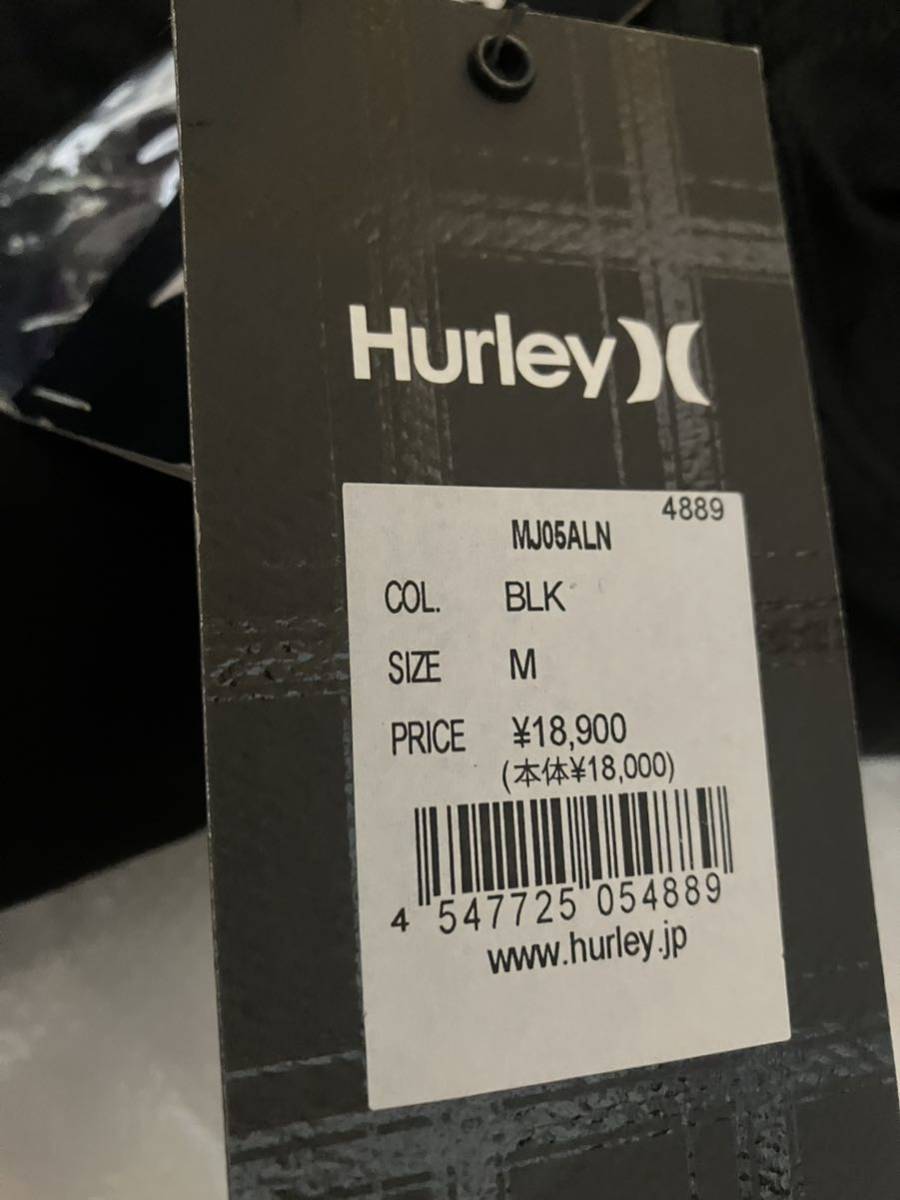 Hurley
4889
MJ05ALN
COL. BLK
SIZE M
PRICE ¥18,900
(本体¥18,000)
4 547725 054889
www.hurley.jp